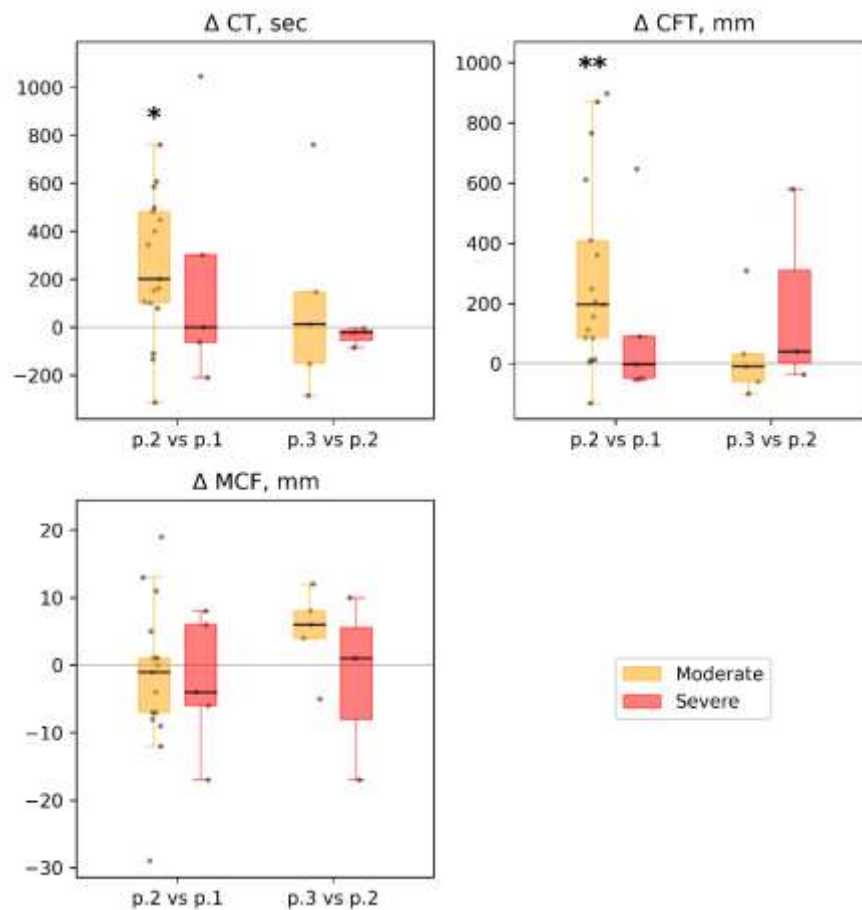 Δ CT, sec
1000
800
600
400
200
0
−200
*
p.2 vs p.1
p.3 vs p.2
Δ CFT, mm
1000
800
600
400
200
0
**
p.2 vs p.1
p.3 vs p.2
Δ MCF, mm
20
10
0
−10
−20
−30
p.2 vs p.1
p.3 vs p.2
Moderate
Severe